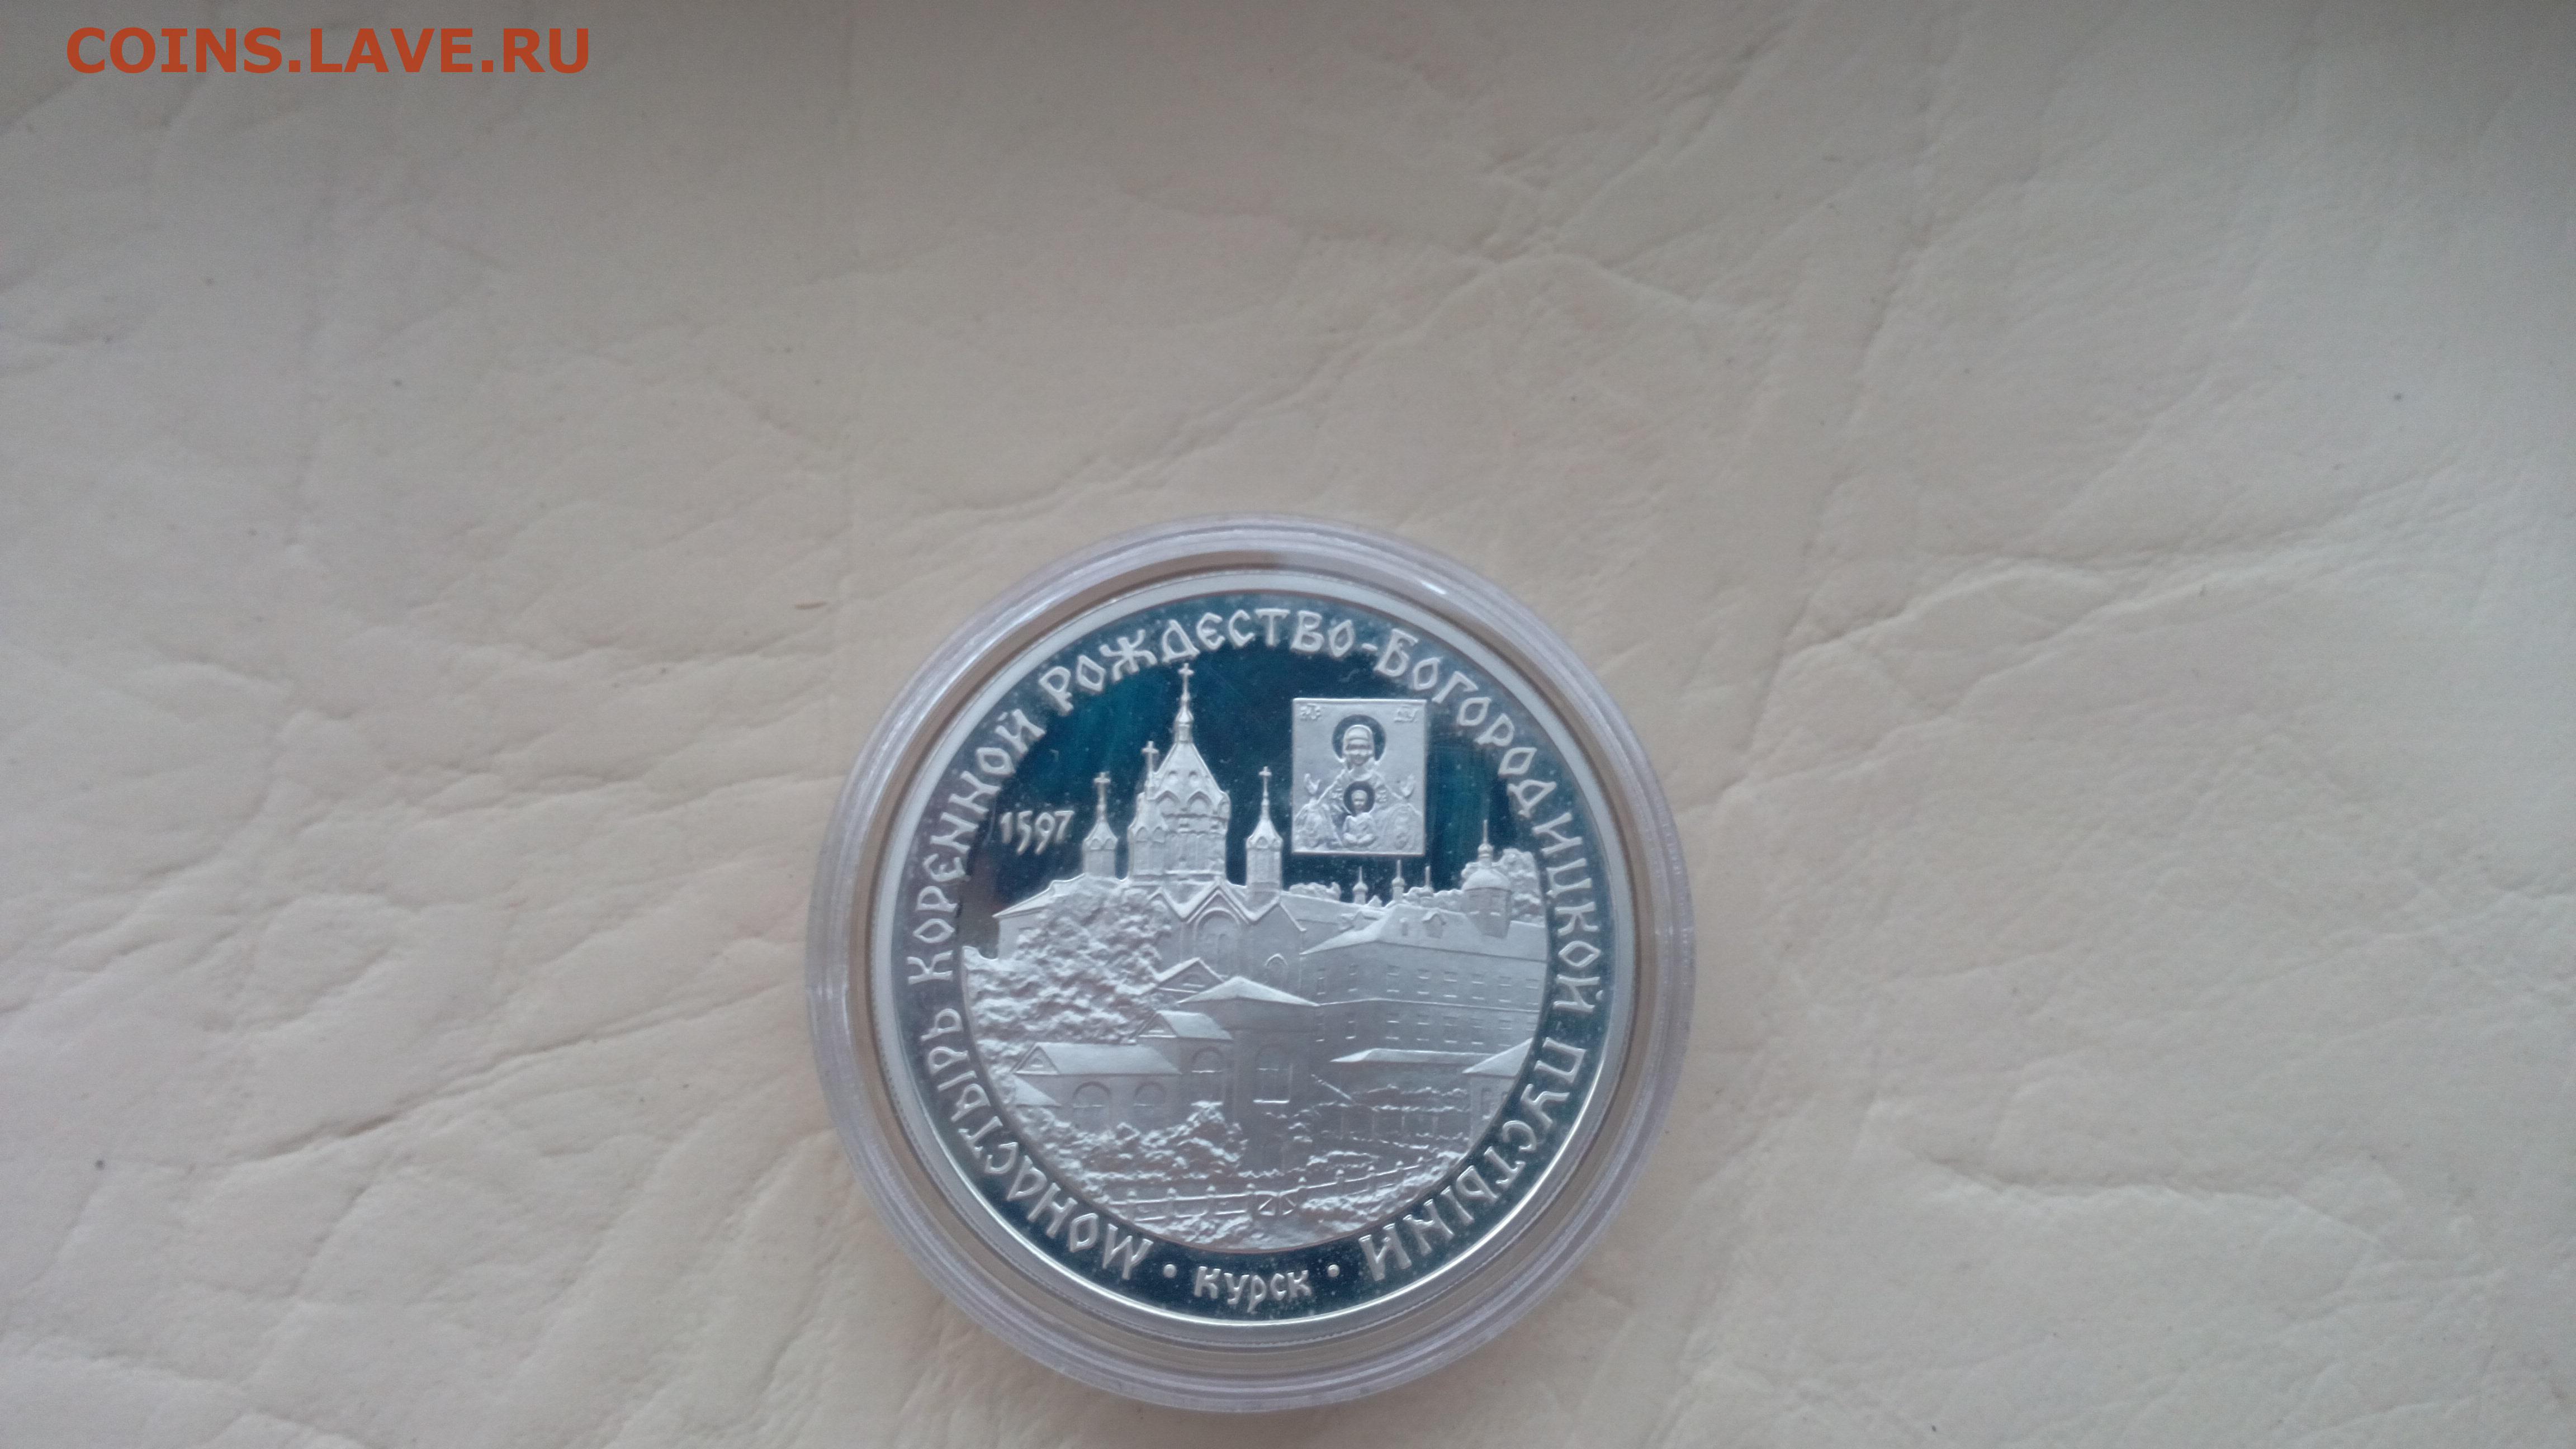 COINS.LAVE.RU
Монастырь Коренной Рождество-Богородицкой Пустыни
1597
• Курск •